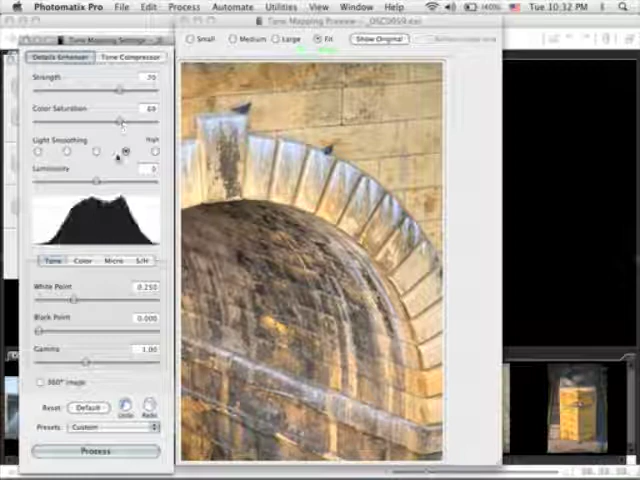 Photomatix Pro File Edit Process Automate Utilities View Window Help Tue 10:32 PM
Tone Mapping Settings
Tone Mapping Preview
Small Medium Large Fit Show Original
Details Enhancer Tone Compressor
Strength 70
Color Saturation 69
Light Smoothing High
Luminosity 0
Tone Color Micro S/H
White Point 0.250
Black Point 0.000
Gamma 1.00
360° image
Reset: Default Undo Redo
Presets: Custom
Process